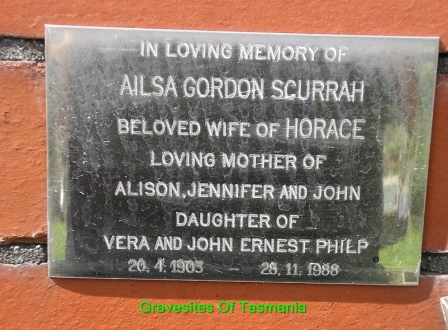 IN LOVING MEMORY OF
AILSA GORDON SCURRAH
BELOVED WIFE OF HORACE
LOVING MOTHER OF
ALISON, JENNIFER AND JOHN
DAUGHTER OF
VERA AND JOHN ERNEST PHILP
20. 4. 1903 – 28. 11. 1988
Gravesites Of Tasmania